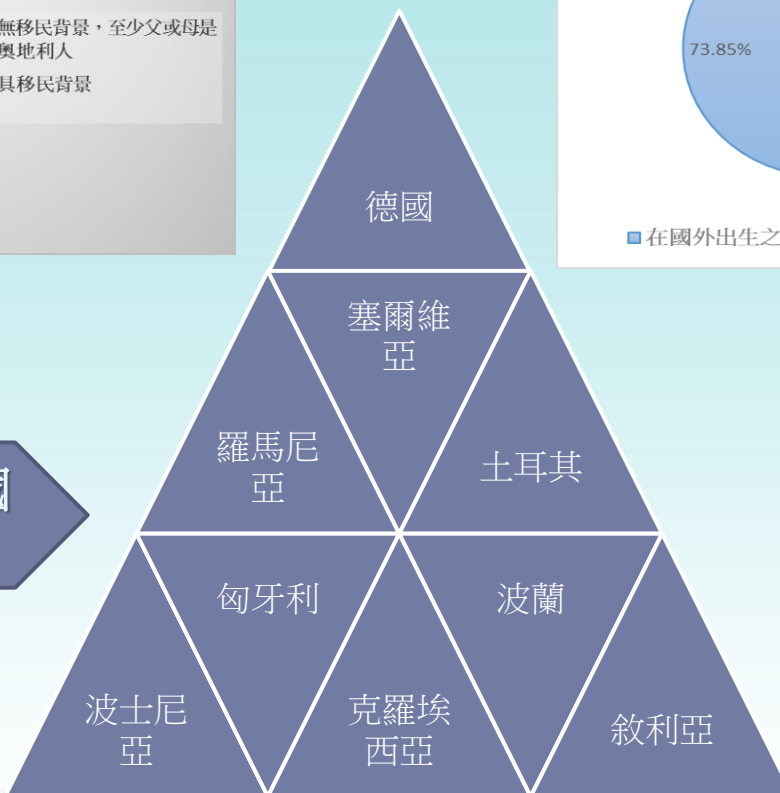 無移民背景，至少父或母是
奧地利人
具移民背景
73.85%
在國外出生之
德國
塞爾維
亞
羅馬尼
亞
土耳其
匈牙利
波蘭
波士尼
亞
克羅埃
西亞
敘利亞